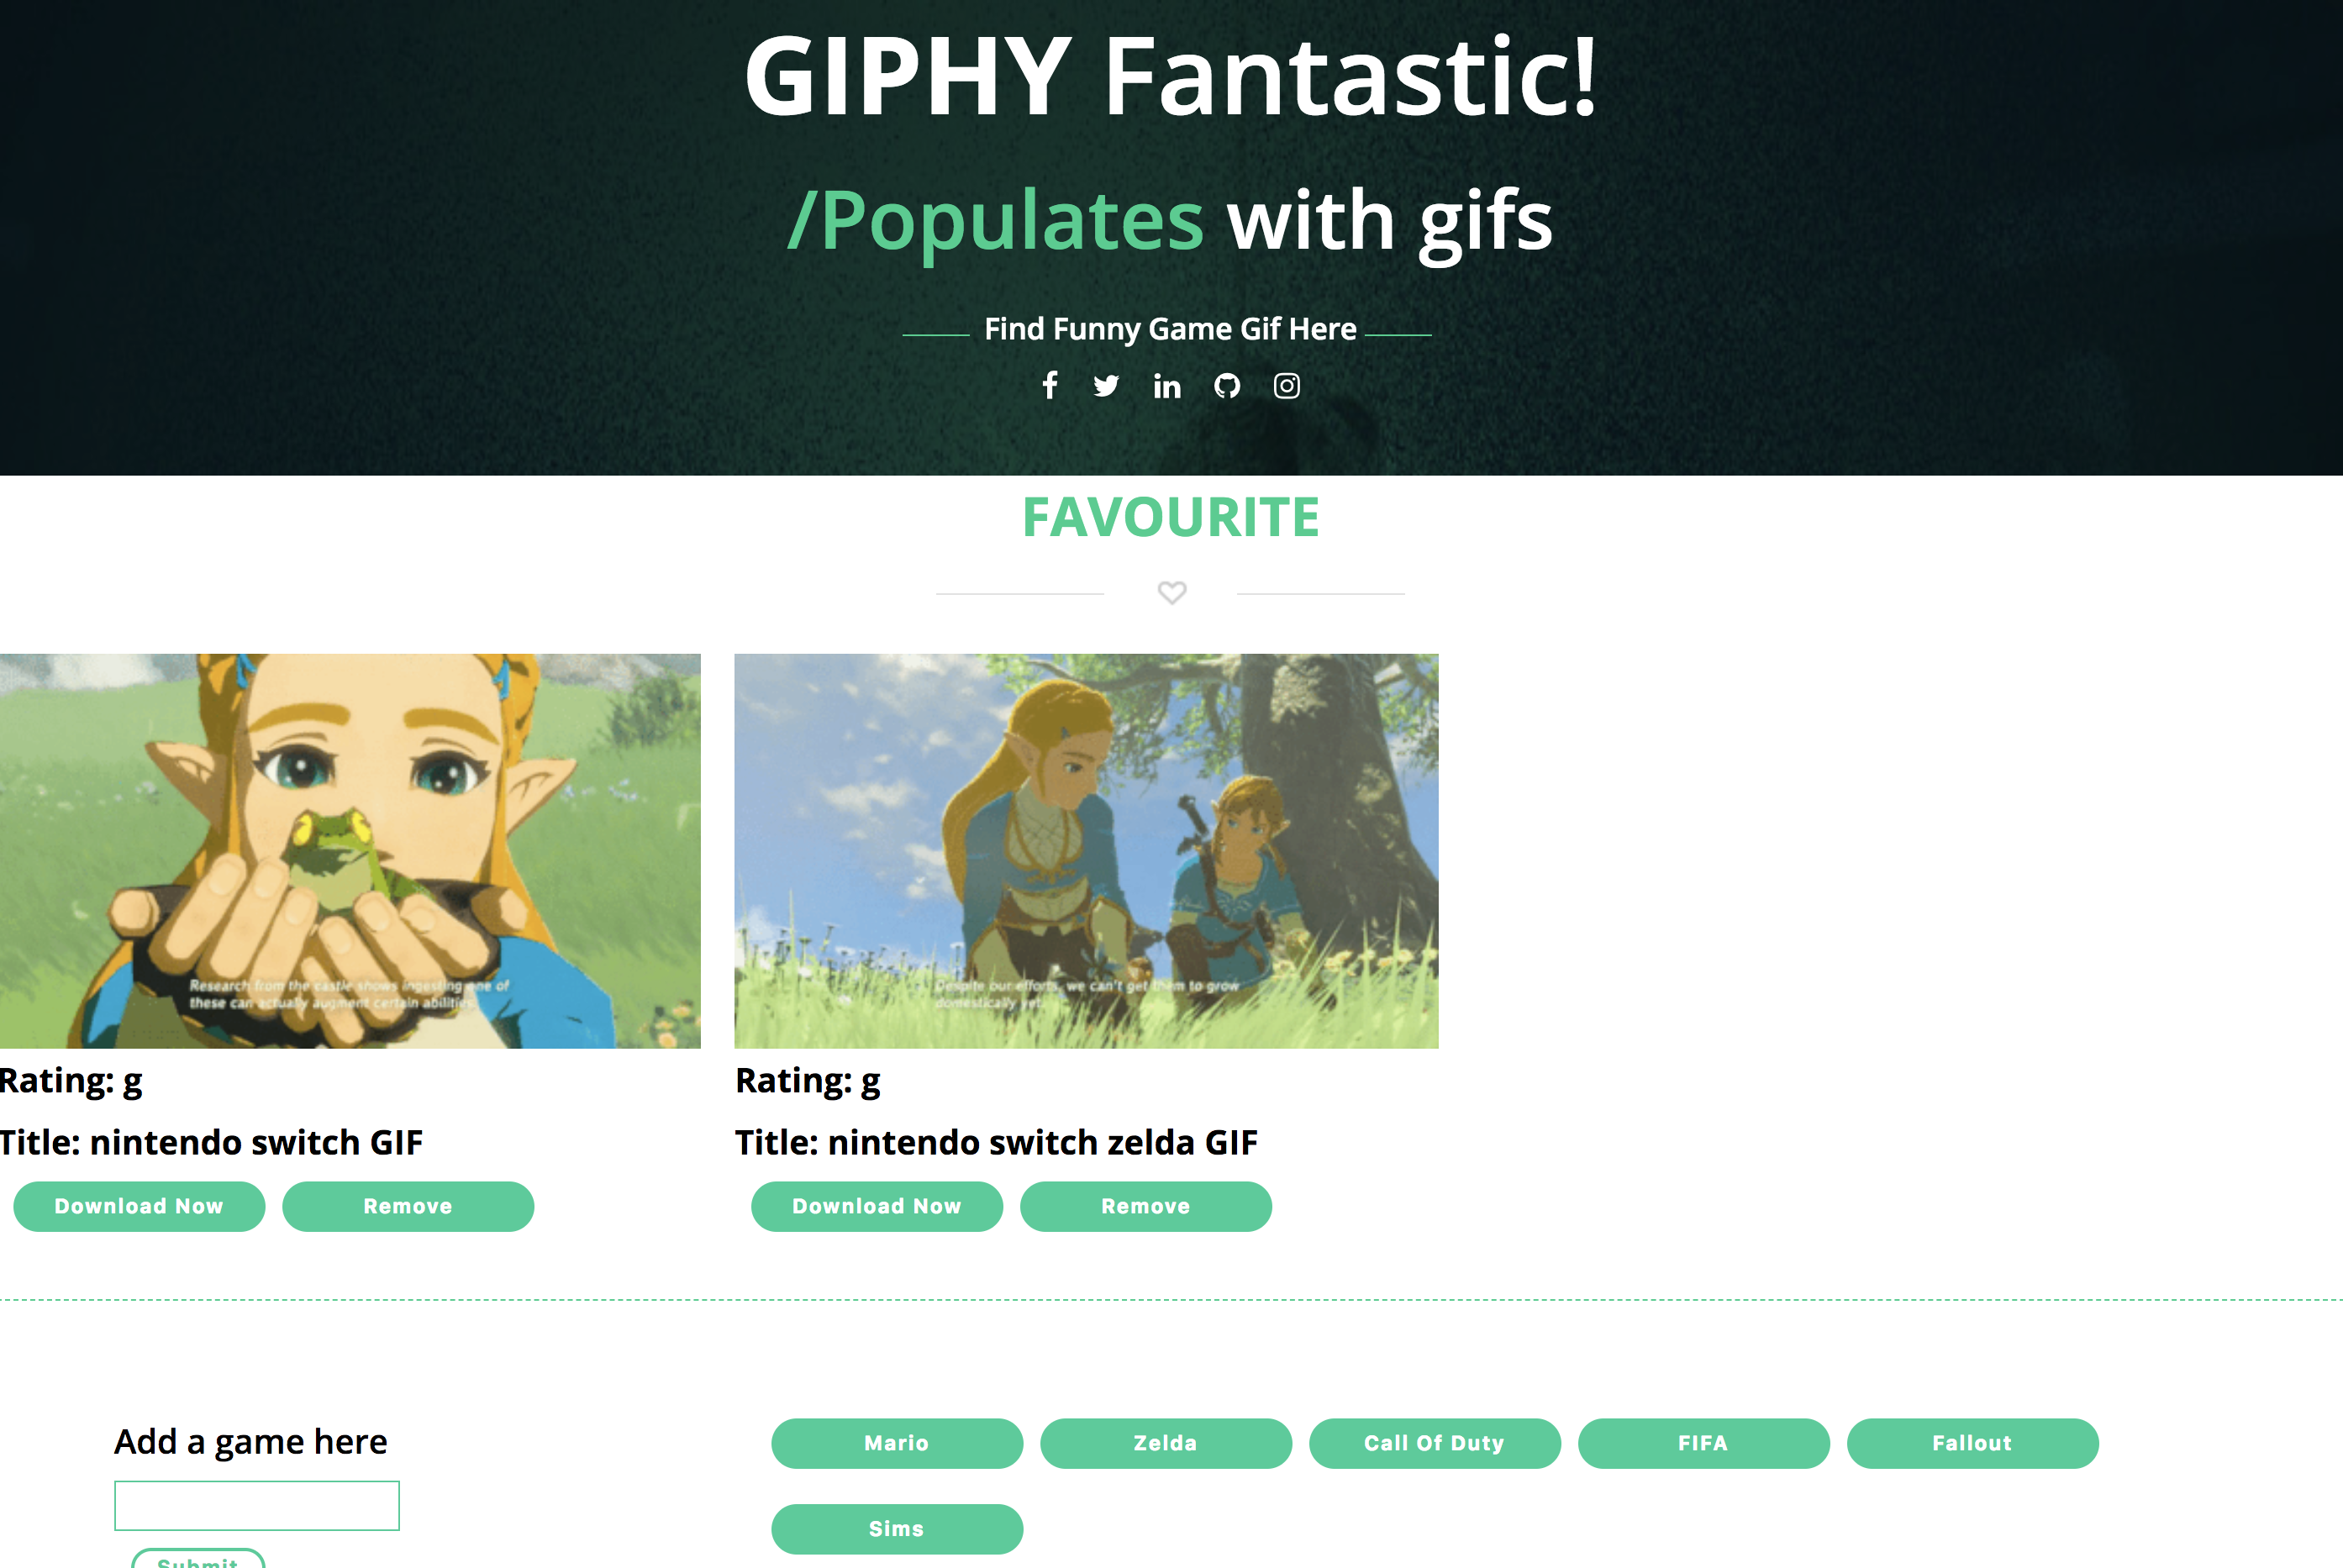 GIPHY Fantastic!
/Populates with gifs
Find Funny Game Gif Here
FAVOURITE
Research from the castle shows ingesting one of
these can actually augment certain abilities.
Despite our efforts, we can't get them to grow
domestically yet.
Rating: g
Title: nintendo switch GIF
Download Now
Remove
Rating: g
Title: nintendo switch zelda GIF
Download Now
Remove
Add a game here
Submit
Mario
Zelda
Call Of Duty
FIFA
Fallout
Sims